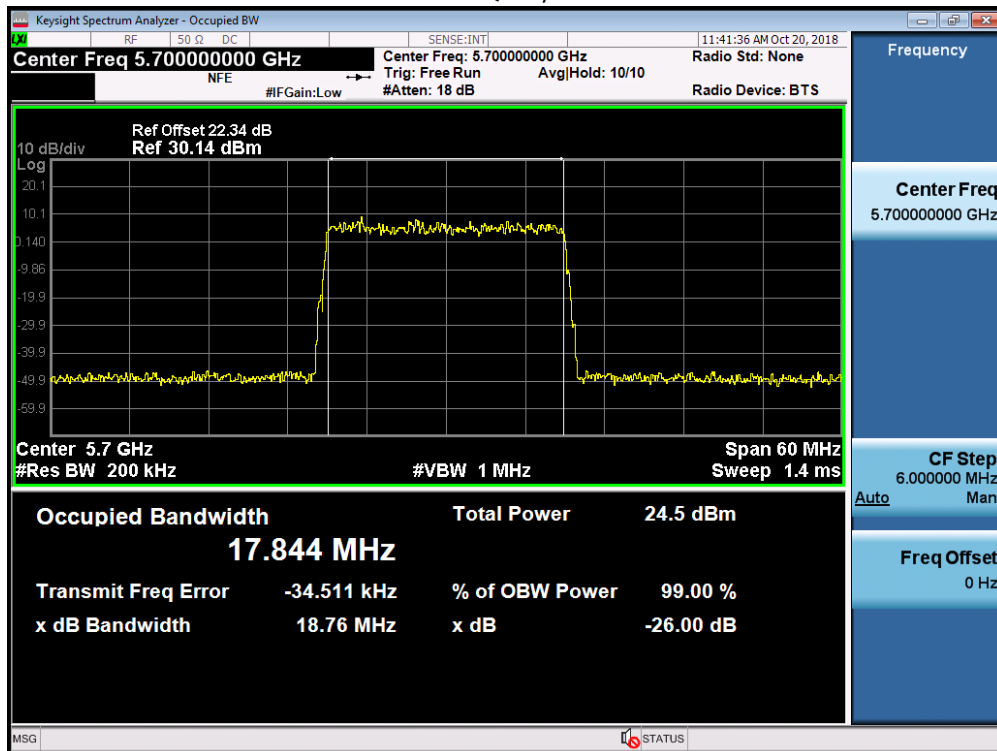 Keysight Spectrum Analyzer - Occupied BW
LXI RF 50 Ω DC SENSE:INT 11:41:36 AM Oct 20, 2018
Center Freq 5.700000000 GHz
NFE
#IFGain:Low
Center Freq: 5.700000000 GHz
Trig: Free Run Avg|Hold: 10/10
#Atten: 18 dB
Radio Std: None
Radio Device: BTS
Frequency
Ref Offset 22.34 dB
10 dB/div Ref 30.14 dBm
Log
20.1
10.1
0.140
-9.86
-19.9
-29.9
-39.9
-49.9
-59.9
Center 5.7 GHz Span 60 MHz
#Res BW 200 kHz #VBW 1 MHz Sweep 1.4 ms
Occupied Bandwidth Total Power 24.5 dBm
17.844 MHz
Transmit Freq Error -34.511 kHz % of OBW Power 99.00 %
x dB Bandwidth 18.76 MHz x dB -26.00 dB
Center Freq
5.700000000 GHz
CF Step
6.000000 MHz
Auto Man
Freq Offset
0 Hz
MSG STATUS